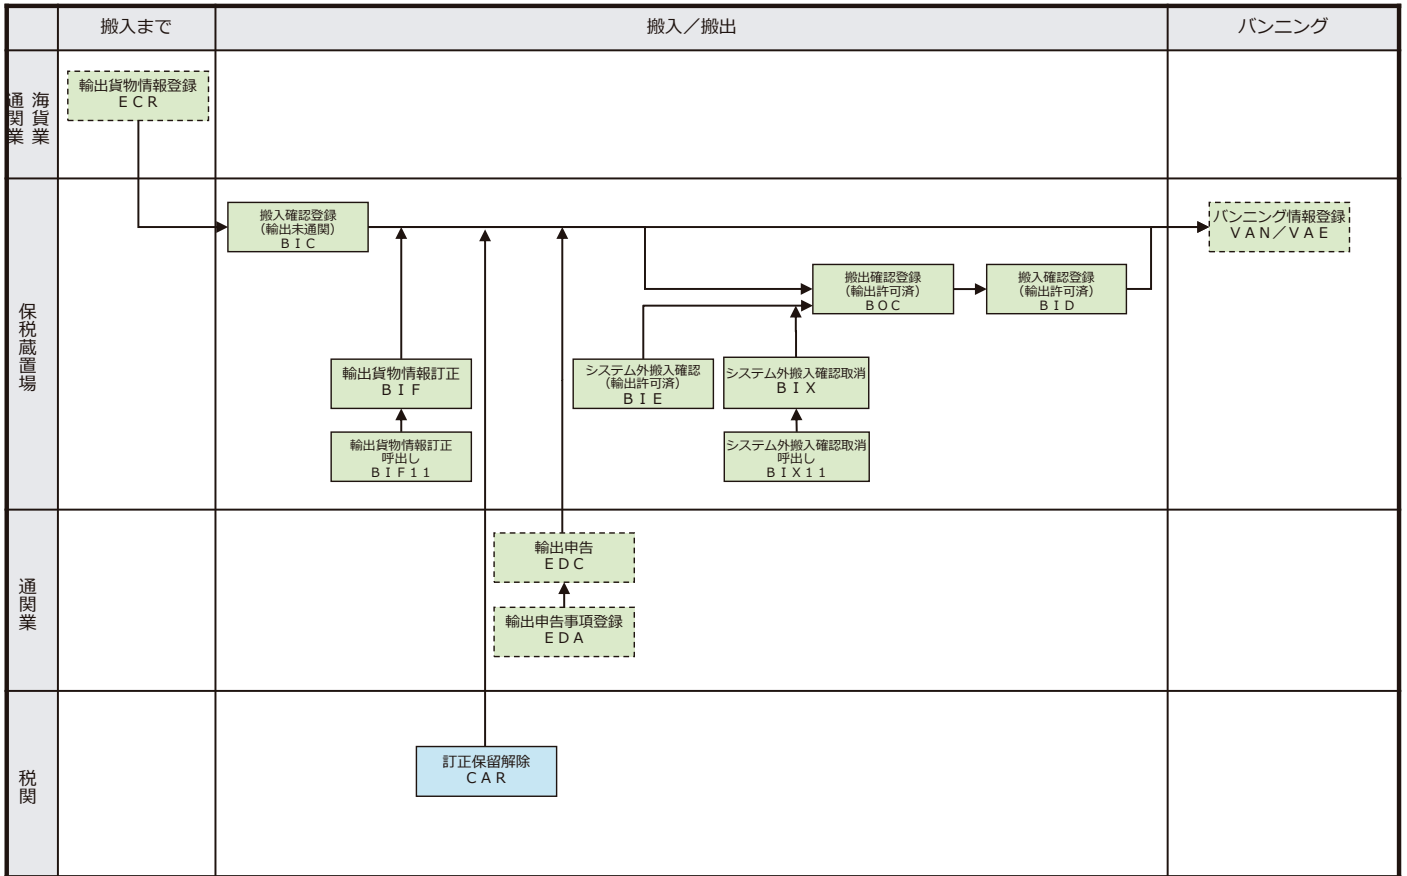 搬入まで
搬入／搬出
バンニング
海貨業
通関業
輸出貨物情報登録
ＥＣＲ
保税蔵置場
搬入確認登録
（輸出未通関）
ＢＩＣ
バンニング情報登録
ＶＡＮ／ＶＡＥ
搬出確認登録
（輸出許可済）
ＢＯＣ
搬入確認登録
（輸出許可済）
ＢＩＤ
輸出貨物情報訂正
ＢＩＦ
システム外搬入確認
（輸出許可済）
ＢＩＥ
システム外搬入確認取消
ＢＩＸ
輸出貨物情報訂正
呼出し
ＢＩＦ１１
システム外搬入確認取消
呼出し
ＢＩＸ１１
通関業
輸出申告
ＥＤＣ
輸出申告事項登録
ＥＤＡ
税関
訂正保留解除
ＣＡＲ